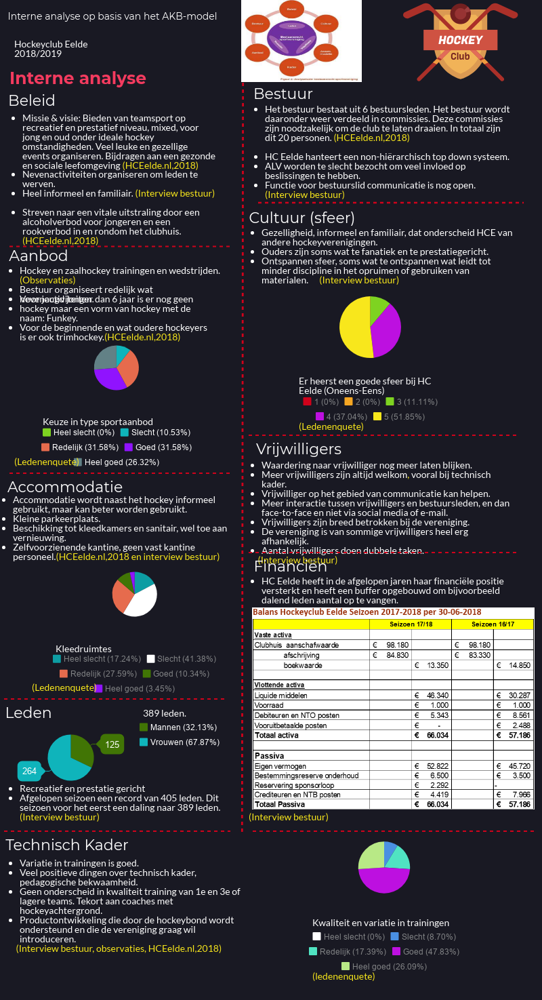 Interne analyse op basis van het AKB-model
Hockeyclub Eelde
2018/2019
HOCKEY
Club
Interne analyse
Beleid
Missie & visie: Bieden van teamsport op
recreatief en prestatief niveau, mixed, voor
jong en oud onder ideale hockey
omstandigheden. Veel leuke en gezellige
events organiseren. Bijdragen aan een gezonde
en sociale leefomgeving (HCEelde.nl,2018)
Nevenactiviteiten organiseren om leden te
werven.
Heel informeel en familiair. (Interview bestuur)
Streven naar een vitale uitstraling door een
alcoholverbod voor jongeren en een
rookverbod in en rondom het clubhuis.
(HCEelde.nl,2018)
Aanbod
Hockey en zaalhockey trainingen en wedstrijden.
(Observaties)
Bestuur organiseert redelijk wat
nevenactiviteiten.
Voor jeugd jonger dan 6 jaar is er nog geen
hockey maar een vorm van hockey met de
naam: Funkey.
Voor de beginnende en wat oudere hockeyers
is er ook trimhockey.(HCEelde.nl,2018)
Keuze in type sportaanbod
Heel slecht (0%) Slecht (10.53%)
Redelijk (31.58%) Goed (31.58%)
(Ledenenquete) Heel goed (26.32%)
Accommodatie
Accommodatie wordt naast het hockey informeel
gebruikt, maar kan beter worden gebruikt.
Kleine parkeerplaats.
Beschikking tot kleedkamers en sanitair, wel toe aan
vernieuwing.
Zelfvoorzienende kantine, geen vast kantine
personeel.(HCEelde.nl,2018 en interview bestuur)
Kleedruimtes
Heel slecht (17.24%) Slecht (41.38%)
Redelijk (27.59%) Goed (10.34%)
(Ledenenquete) Heel goed (3.45%)
Leden
389 leden.
Mannen (32.13%)
Vrouwen (67.87%)
125
264
Recreatief en prestatie gericht
Afgelopen seizoen een record van 405 leden. Dit
seizoen voor het eerst een daling naar 389 leden.
(Interview bestuur)
Technisch Kader
Variatie in trainingen is goed.
Veel positieve dingen over technisch kader,
pedagogische bekwaamheid.
Geen onderscheid in kwaliteit training van 1e en 3e of
lagere teams. Tekort aan coaches met
hockeyachtergrond.
Productontwikkeling die door de hockeybond wordt
ondersteund en die de vereniging graag wil
introduceren.
(Interview bestuur, observaties, HCEelde.nl,2018)
Bestuur
Het bestuur bestaat uit 6 bestuursleden. Het bestuur wordt
daaronder weer verdeeld in commissies. Deze commissies
zijn noodzakelijk om de club te laten draaien. In totaal zijn
dit 20 personen. (HCEelde.nl,2018)
HC Eelde hanteert een non-hiërarchisch top down systeem.
ALV worden te slecht bezocht om veel invloed op
beslissingen te hebben.
Functie voor bestuurslid communicatie is nog open.
(Interview bestuur)
Cultuur (sfeer)
Gezelligheid, informeel en familiair, dat onderscheid HCE van
andere hockeyverenigingen.
Ouders zijn soms wat te fanatiek en te prestatiegericht.
Ontspannen sfeer, soms wat te ontspannen wat leidt tot
minder discipline in het opruimen of gebruiken van
materialen. (Interview bestuur)
Er heerst een goede sfeer bij HC
Eelde (Oneens-Eens)
1 (0%) 2 (0%) 3 (11.11%)
4 (37.04%) 5 (51.85%)
(Ledenenquete)
Vrijwilligers
Waardering naar vrijwilliger nog meer laten blijken.
Meer vrijwilligers zijn altijd welkom, vooral bij technisch
kader.
Vrijwilliger op het gebied van communicatie kan helpen.
Meer interactie tussen vrijwilligers en bestuursleden, en dan
face-to-face en niet via social media of e-mail.
Vrijwilligers zijn breed betrokken bij de vereniging.
De vereniging is van sommige vrijwilligers heel erg
afhankelijk.
Aantal vrijwilligers doen dubbele taken.
(Interview bestuur)
Financiën
HC Eelde heeft in de afgelopen jaren haar financiële positie
versterkt en heeft een buffer opgebouwd om bijvoorbeeld
dalend leden aantal op te vangen.
Balans Hockeyclub Eelde Seizoen 2017-2018 per 30-06-2018
Seizoen 17/18 Seizoen 16/17
Vaste activa
Clubhuis aanschafwaarde € 98.180 € 98.180
afschrijving € 84.830 € 83.330
boekwaarde € 13.350 € 14.850
Vlottende activa
Liquide middelen € 46.340 € 30.287
Voorraad € 1.000 € 1.000
Debiteuren en NTO posten € 5.343 € 8.561
Vooruitbetaalde posten € - € 2.488
Totaal activa € 66.034 € 57.186
Passiva
Eigen vermogen € 52.822 € 45.720
Bestemmingsreserve onderhoud € 6.500 € 3.500
Reservering sponsorloop € 2.292 -
Crediteuren en NTB posten € 4.419 € 7.966
Totaal Passiva € 66.034 € 57.186
(Interview bestuur)
Kwaliteit en variatie in trainingen
Heel slecht (0%) Slecht (8.70%)
Redelijk (17.39%) Goed (47.83%)
Heel goed (26.09%)
(ledenenquete)